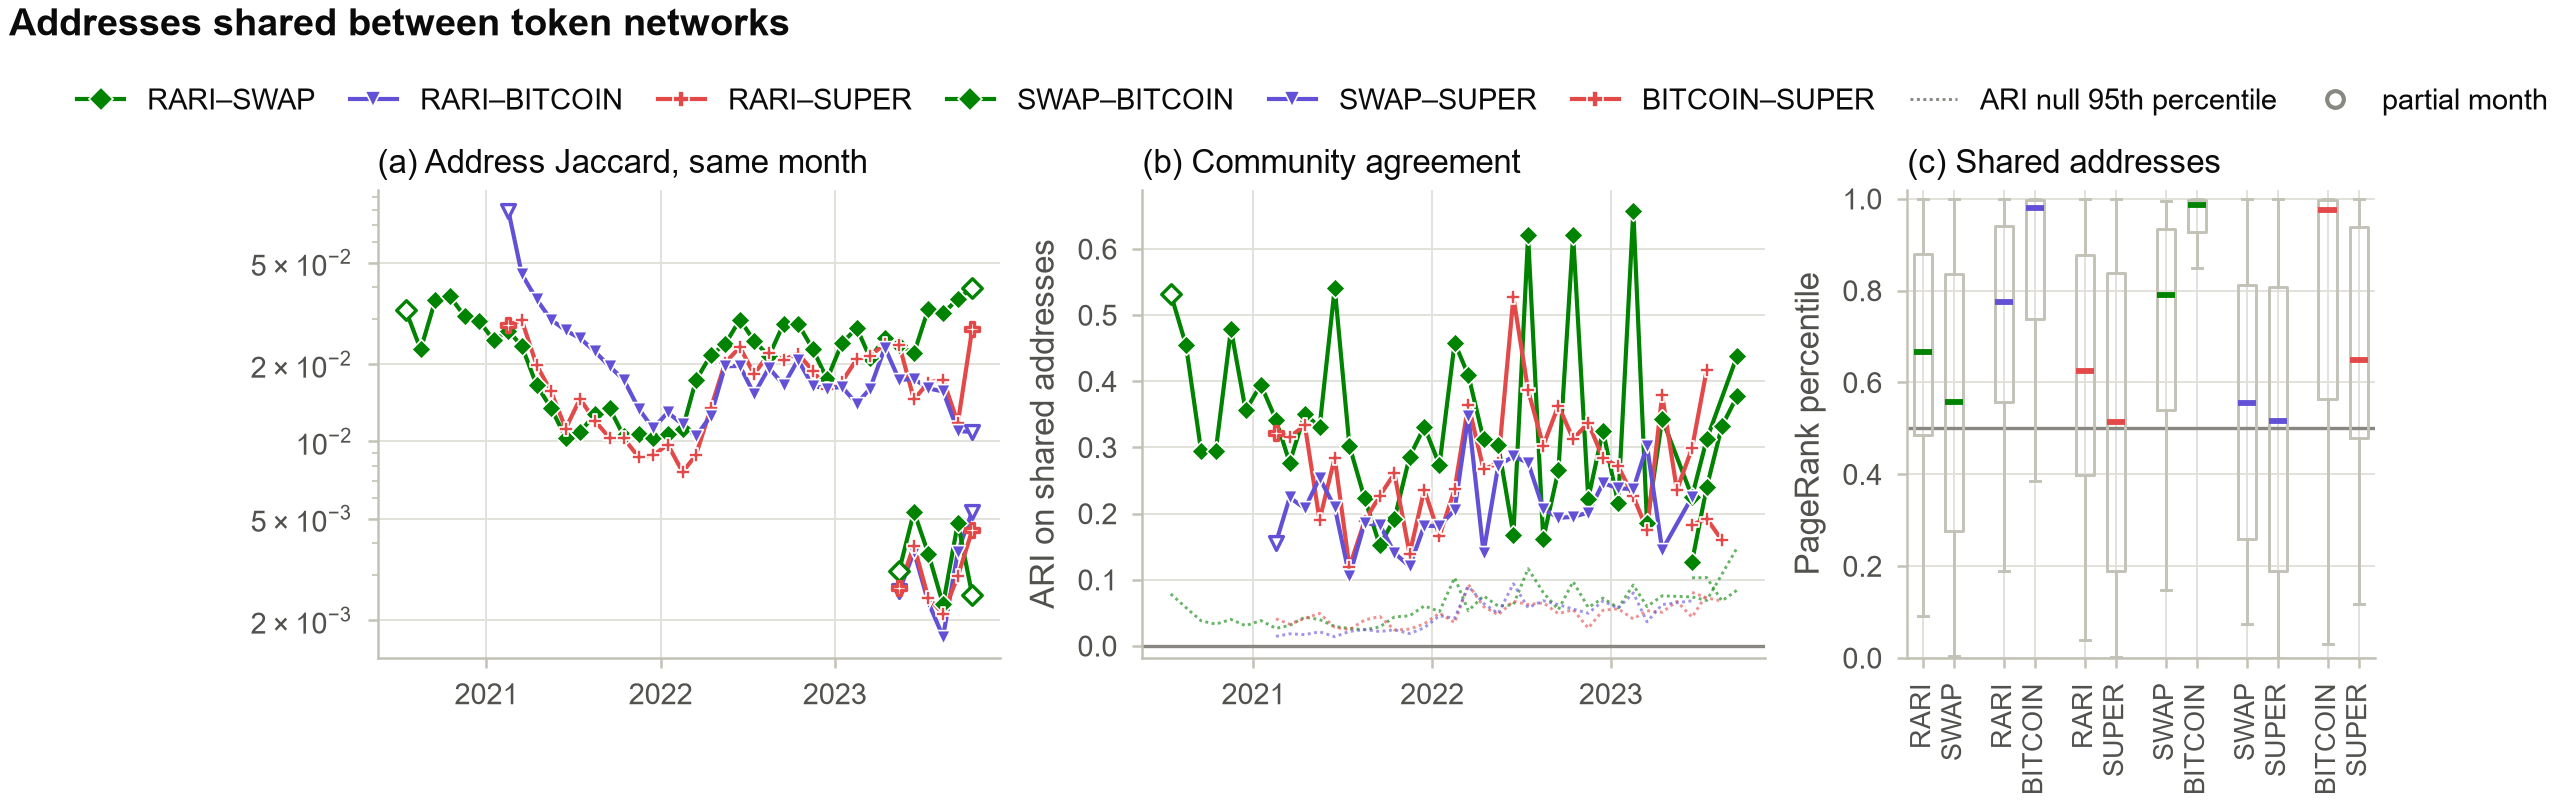 Addresses shared between token networks
RARI–SWAP RARI–BITCOIN RARI–SUPER SWAP–BITCOIN SWAP–SUPER BITCOIN–SUPER ARI null 95th percentile partial month
(a) Address Jaccard, same month
5 × 10⁻²
2 × 10⁻²
10⁻²
5 × 10⁻³
2 × 10⁻³
2021 2022 2023
(b) Community agreement
ARI on shared addresses
0.6
0.5
0.4
0.3
0.2
0.1
0.0
2021 2022 2023
(c) Shared addresses
PageRank percentile
1.0
0.8
0.6
0.4
0.2
0.0
RARI
SWAP
RARI
BITCOIN
RARI
SUPER
SWAP
BITCOIN
SWAP
SUPER
BITCOIN
SUPER